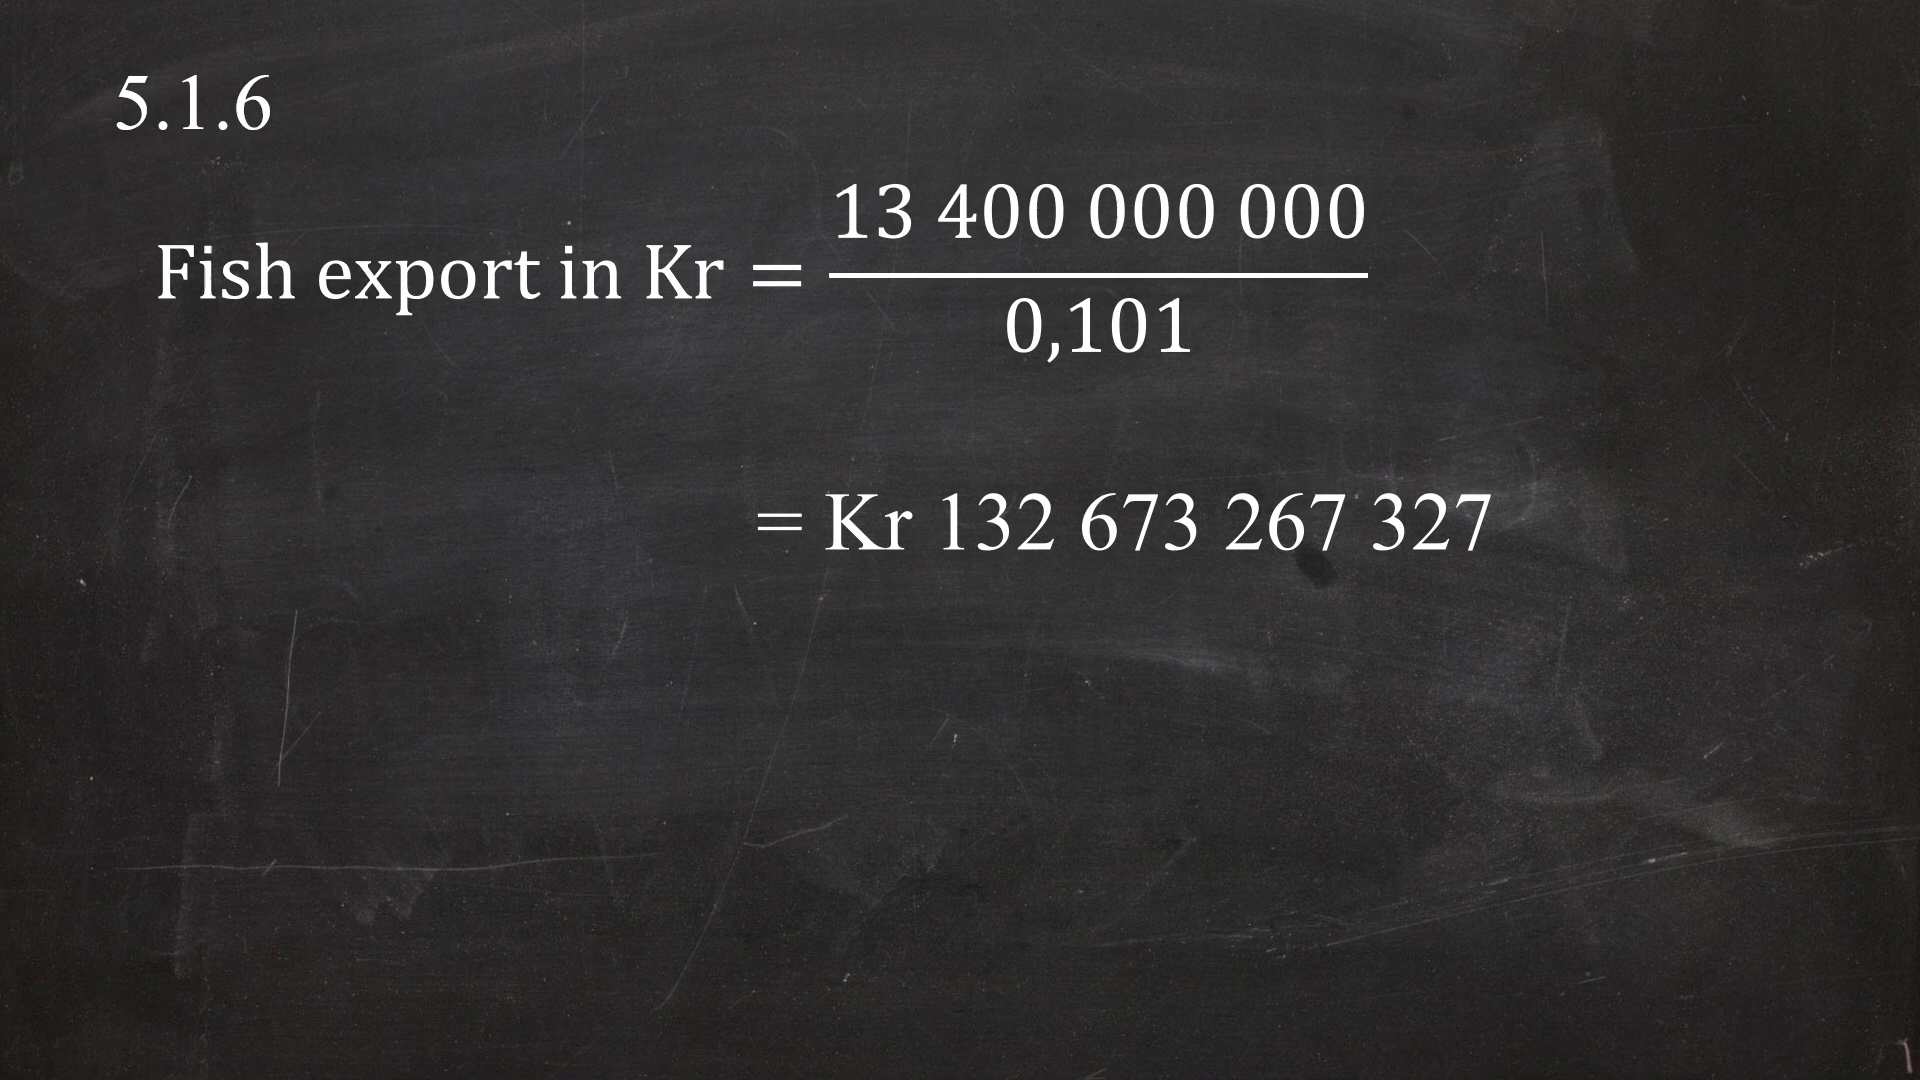 5.1.6
Fish export in Kr = 13 400 000 000 / 0,101
= Kr 132 673 267 327